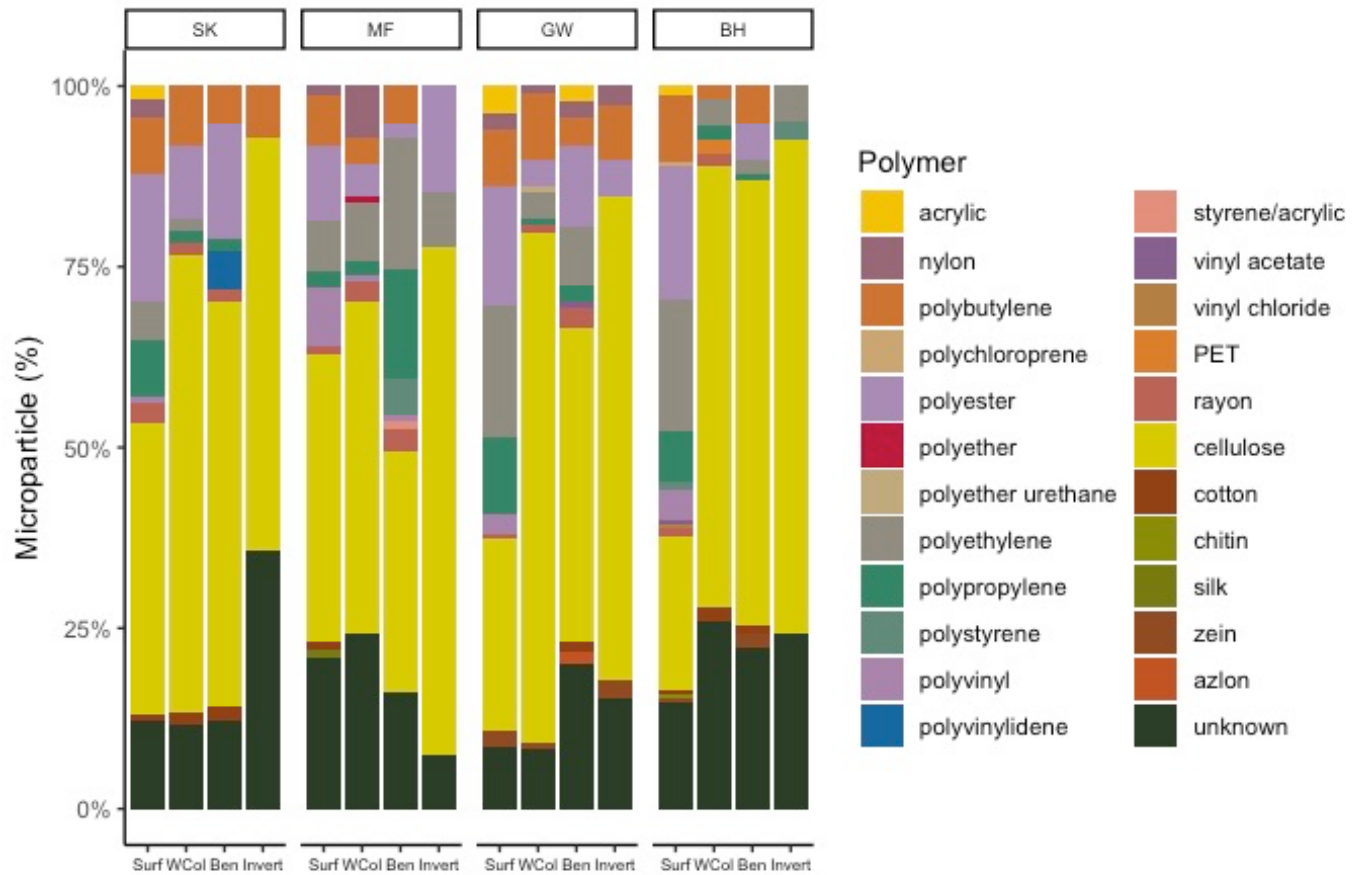 SK MF GW BH
100%
75%
50%
25%
0%
Microparticle (%)
Surf WCol Ben Invert Surf WCol Ben Invert Surf WCol Ben Invert Surf WCol Ben Invert
Polymer
acrylic
nylon
polybutylene
polychloroprene
polyester
polyether
polyether urethane
polyethylene
polypropylene
polystyrene
polyvinyl
polyvinylidene
styrene/acrylic
vinyl acetate
vinyl chloride
PET
rayon
cellulose
cotton
chitin
silk
zein
azlon
unknown